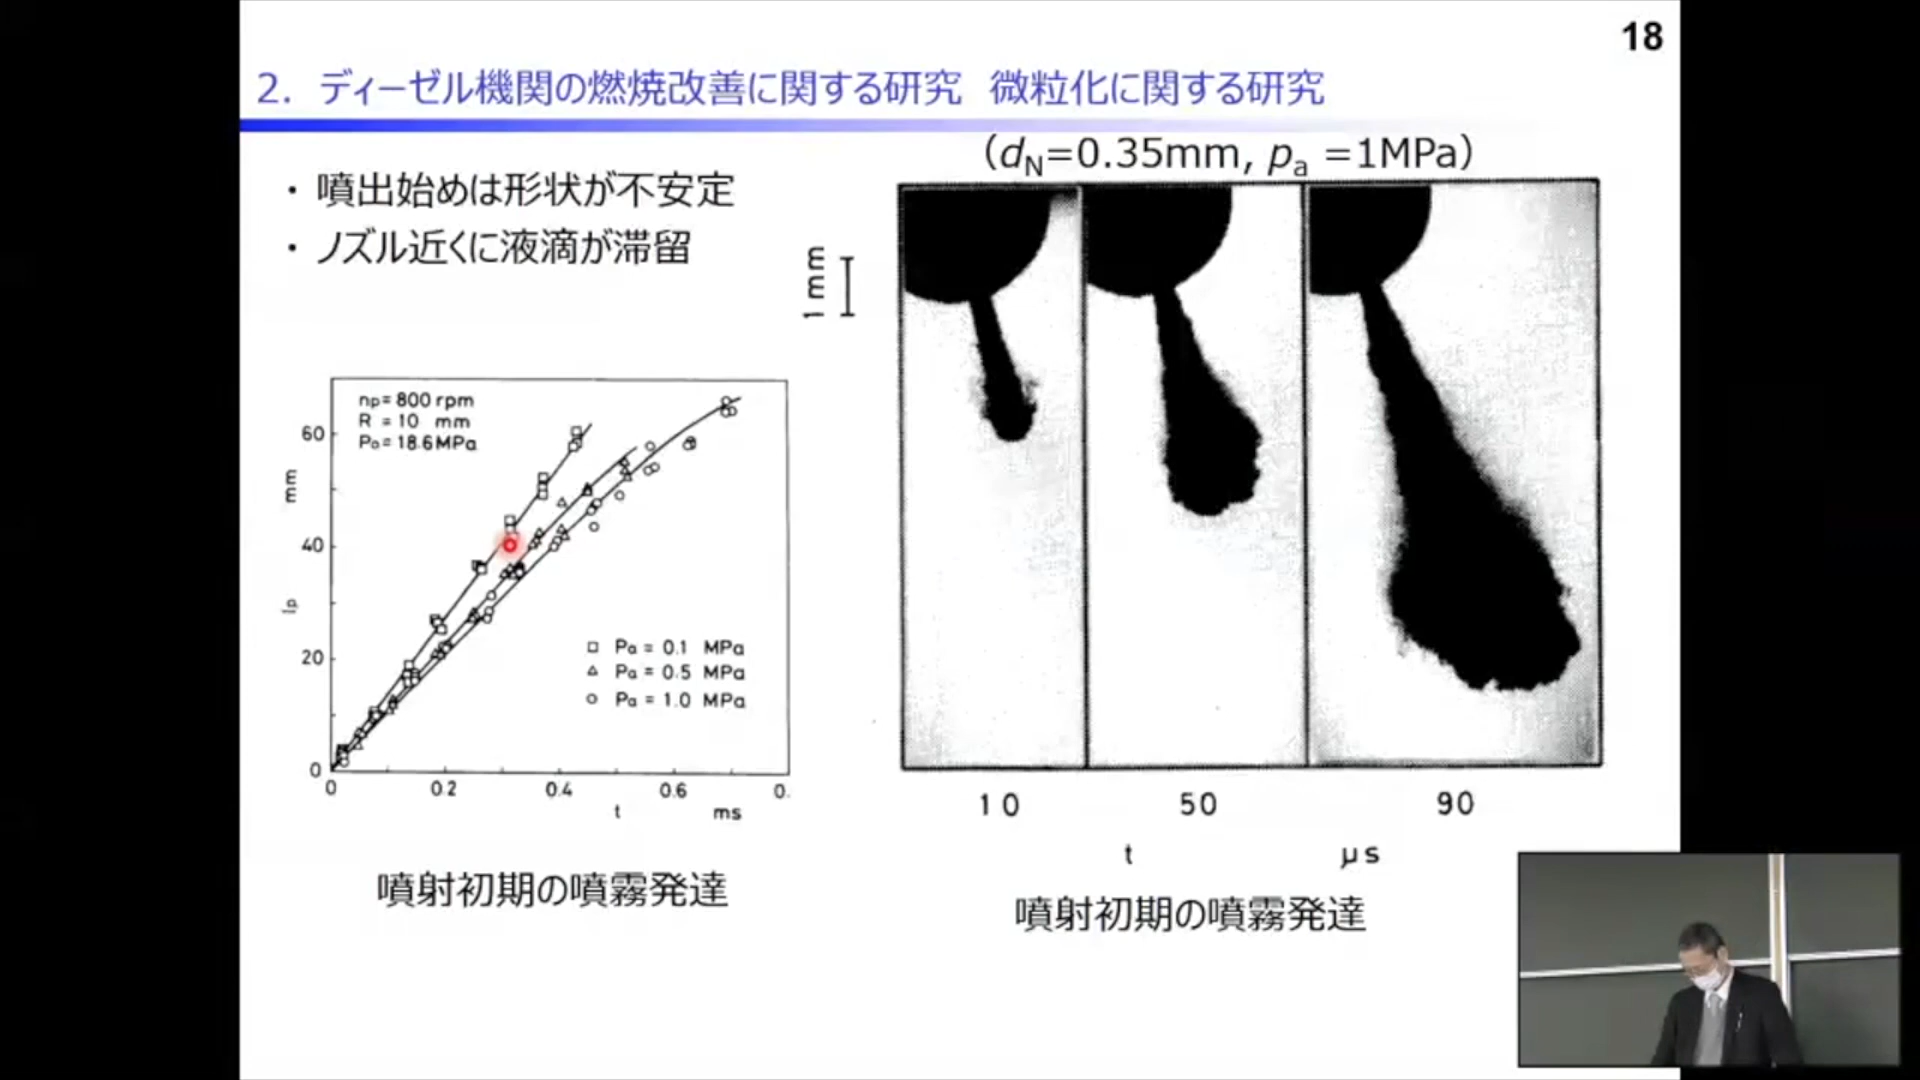 18
2. ディーゼル機関の燃焼改善に関する研究 微粒化に関する研究
・噴出始めは形状が不安定
・ノズル近くに液滴が滞留
(dN=0.35mm, pa =1MPa)
1 mm
np= 800 rpm
R = 10 mm
Po= 18.6MPa
60
40
20
0
mm
lp
□ Pa = 0.1 MPa
△ Pa = 0.5 MPa
○ Pa = 1.0 MPa
0 0.2 0.4 0.6 0.
t ms
噴射初期の噴霧発達
10 50 90
t μs
噴射初期の噴霧発達